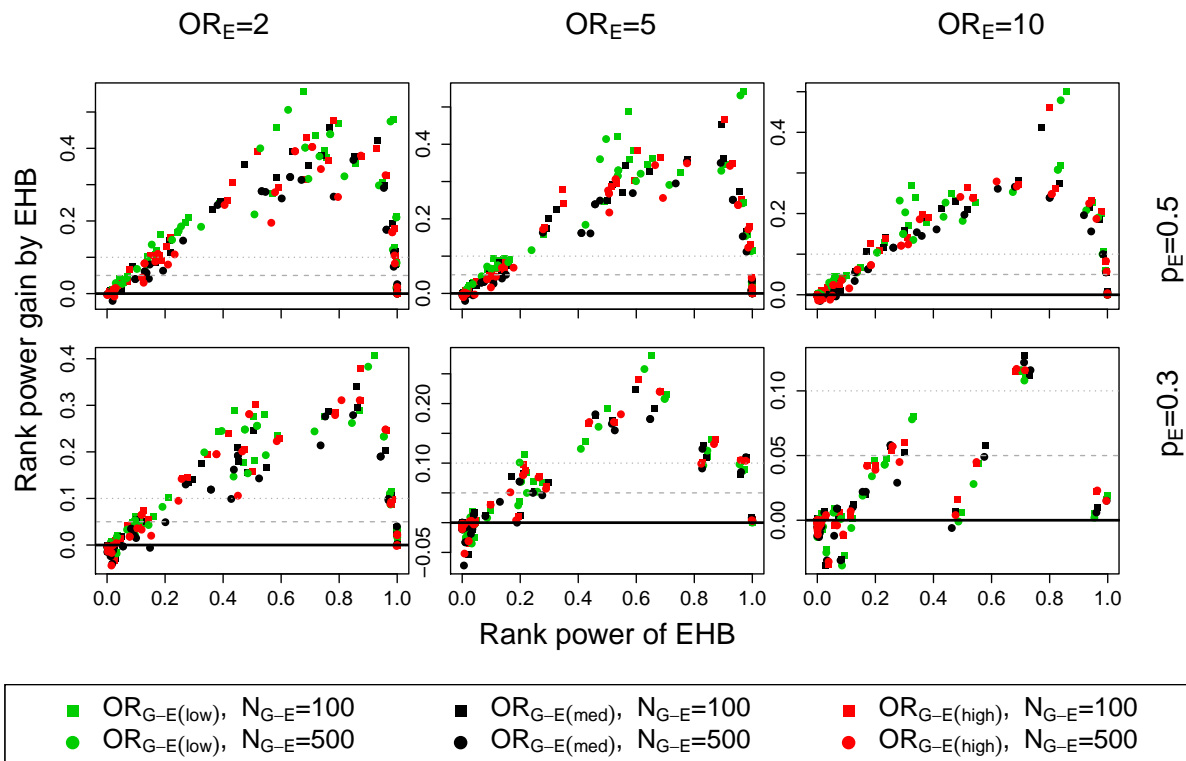 OR_E=2 OR_E=5 OR_E=10
Rank power gain by EHB
0.0 0.2 0.4
0.0 0.2 0.4
0.0 0.2 0.4
p_E=0.5
0.0 0.1 0.2 0.3 0.4
−0.05 0.10 0.20
0.00 0.05 0.10
p_E=0.3
0.0 0.2 0.4 0.6 0.8 1.0 0.0 0.2 0.4 0.6 0.8 1.0 0.0 0.2 0.4 0.6 0.8 1.0
Rank power of EHB
OR_G−E(low), N_G−E=100 OR_G−E(med), N_G−E=100 OR_G−E(high), N_G−E=100
OR_G−E(low), N_G−E=500 OR_G−E(med), N_G−E=500 OR_G−E(high), N_G−E=500